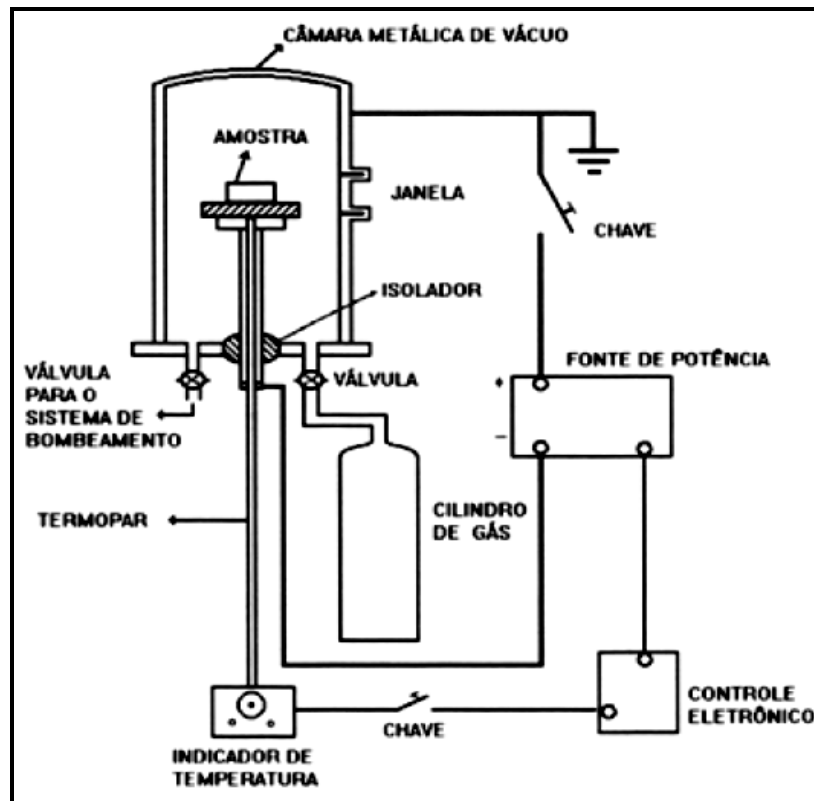 CÂMARA METÁLICA DE VÁCUO
AMOSTRA
JANELA
CHAVE
ISOLADOR
FONTE DE POTÊNCIA
VÁLVULA
PARA O
SISTEMA DE
BOMBEAMENTO
VÁLVULA
+
−
TERMOPAR
CILINDRO
DE GÁS
CONTROLE
ELETRÔNICO
CHAVE
INDICADOR DE
TEMPERATURA